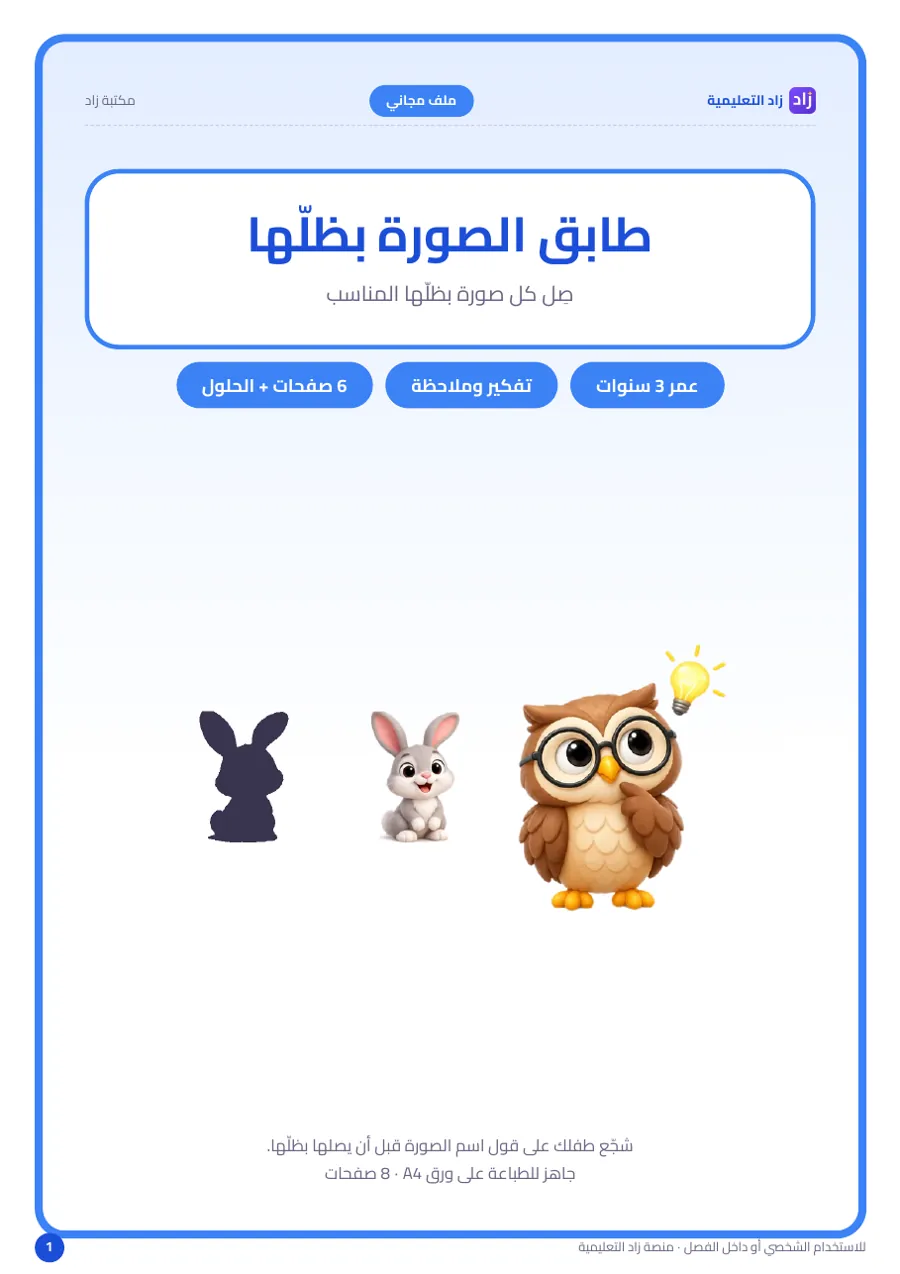 زاد زاد التعليمية
ملف مجاني
مكتبة زاد
طابق الصورة بظلّها
صِل كل صورة بظلّها المناسب
عمر 3 سنوات
تفكير وملاحظة
6 صفحات + الحلول
شجّع طفلك على قول اسم الصورة قبل أن يصلها بظلّها.
جاهز للطباعة على ورق A4 · 8 صفحات
للاستخدام الشخصي أو داخل الفصل · منصة زاد التعليمية
1